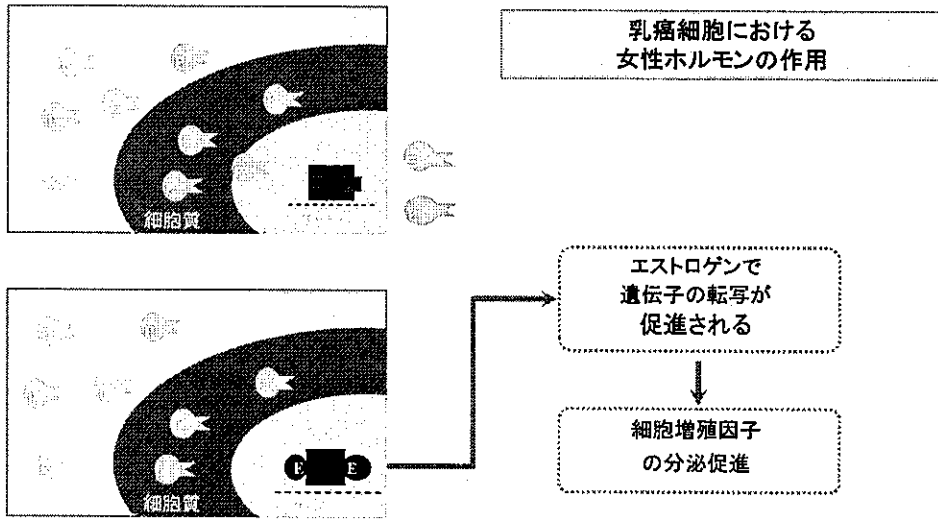 乳癌細胞における
女性ホルモンの作用
細胞質
エストロゲンで
遺伝子の転写が
促進される
E E
細胞質
細胞増殖因子
の分泌促進